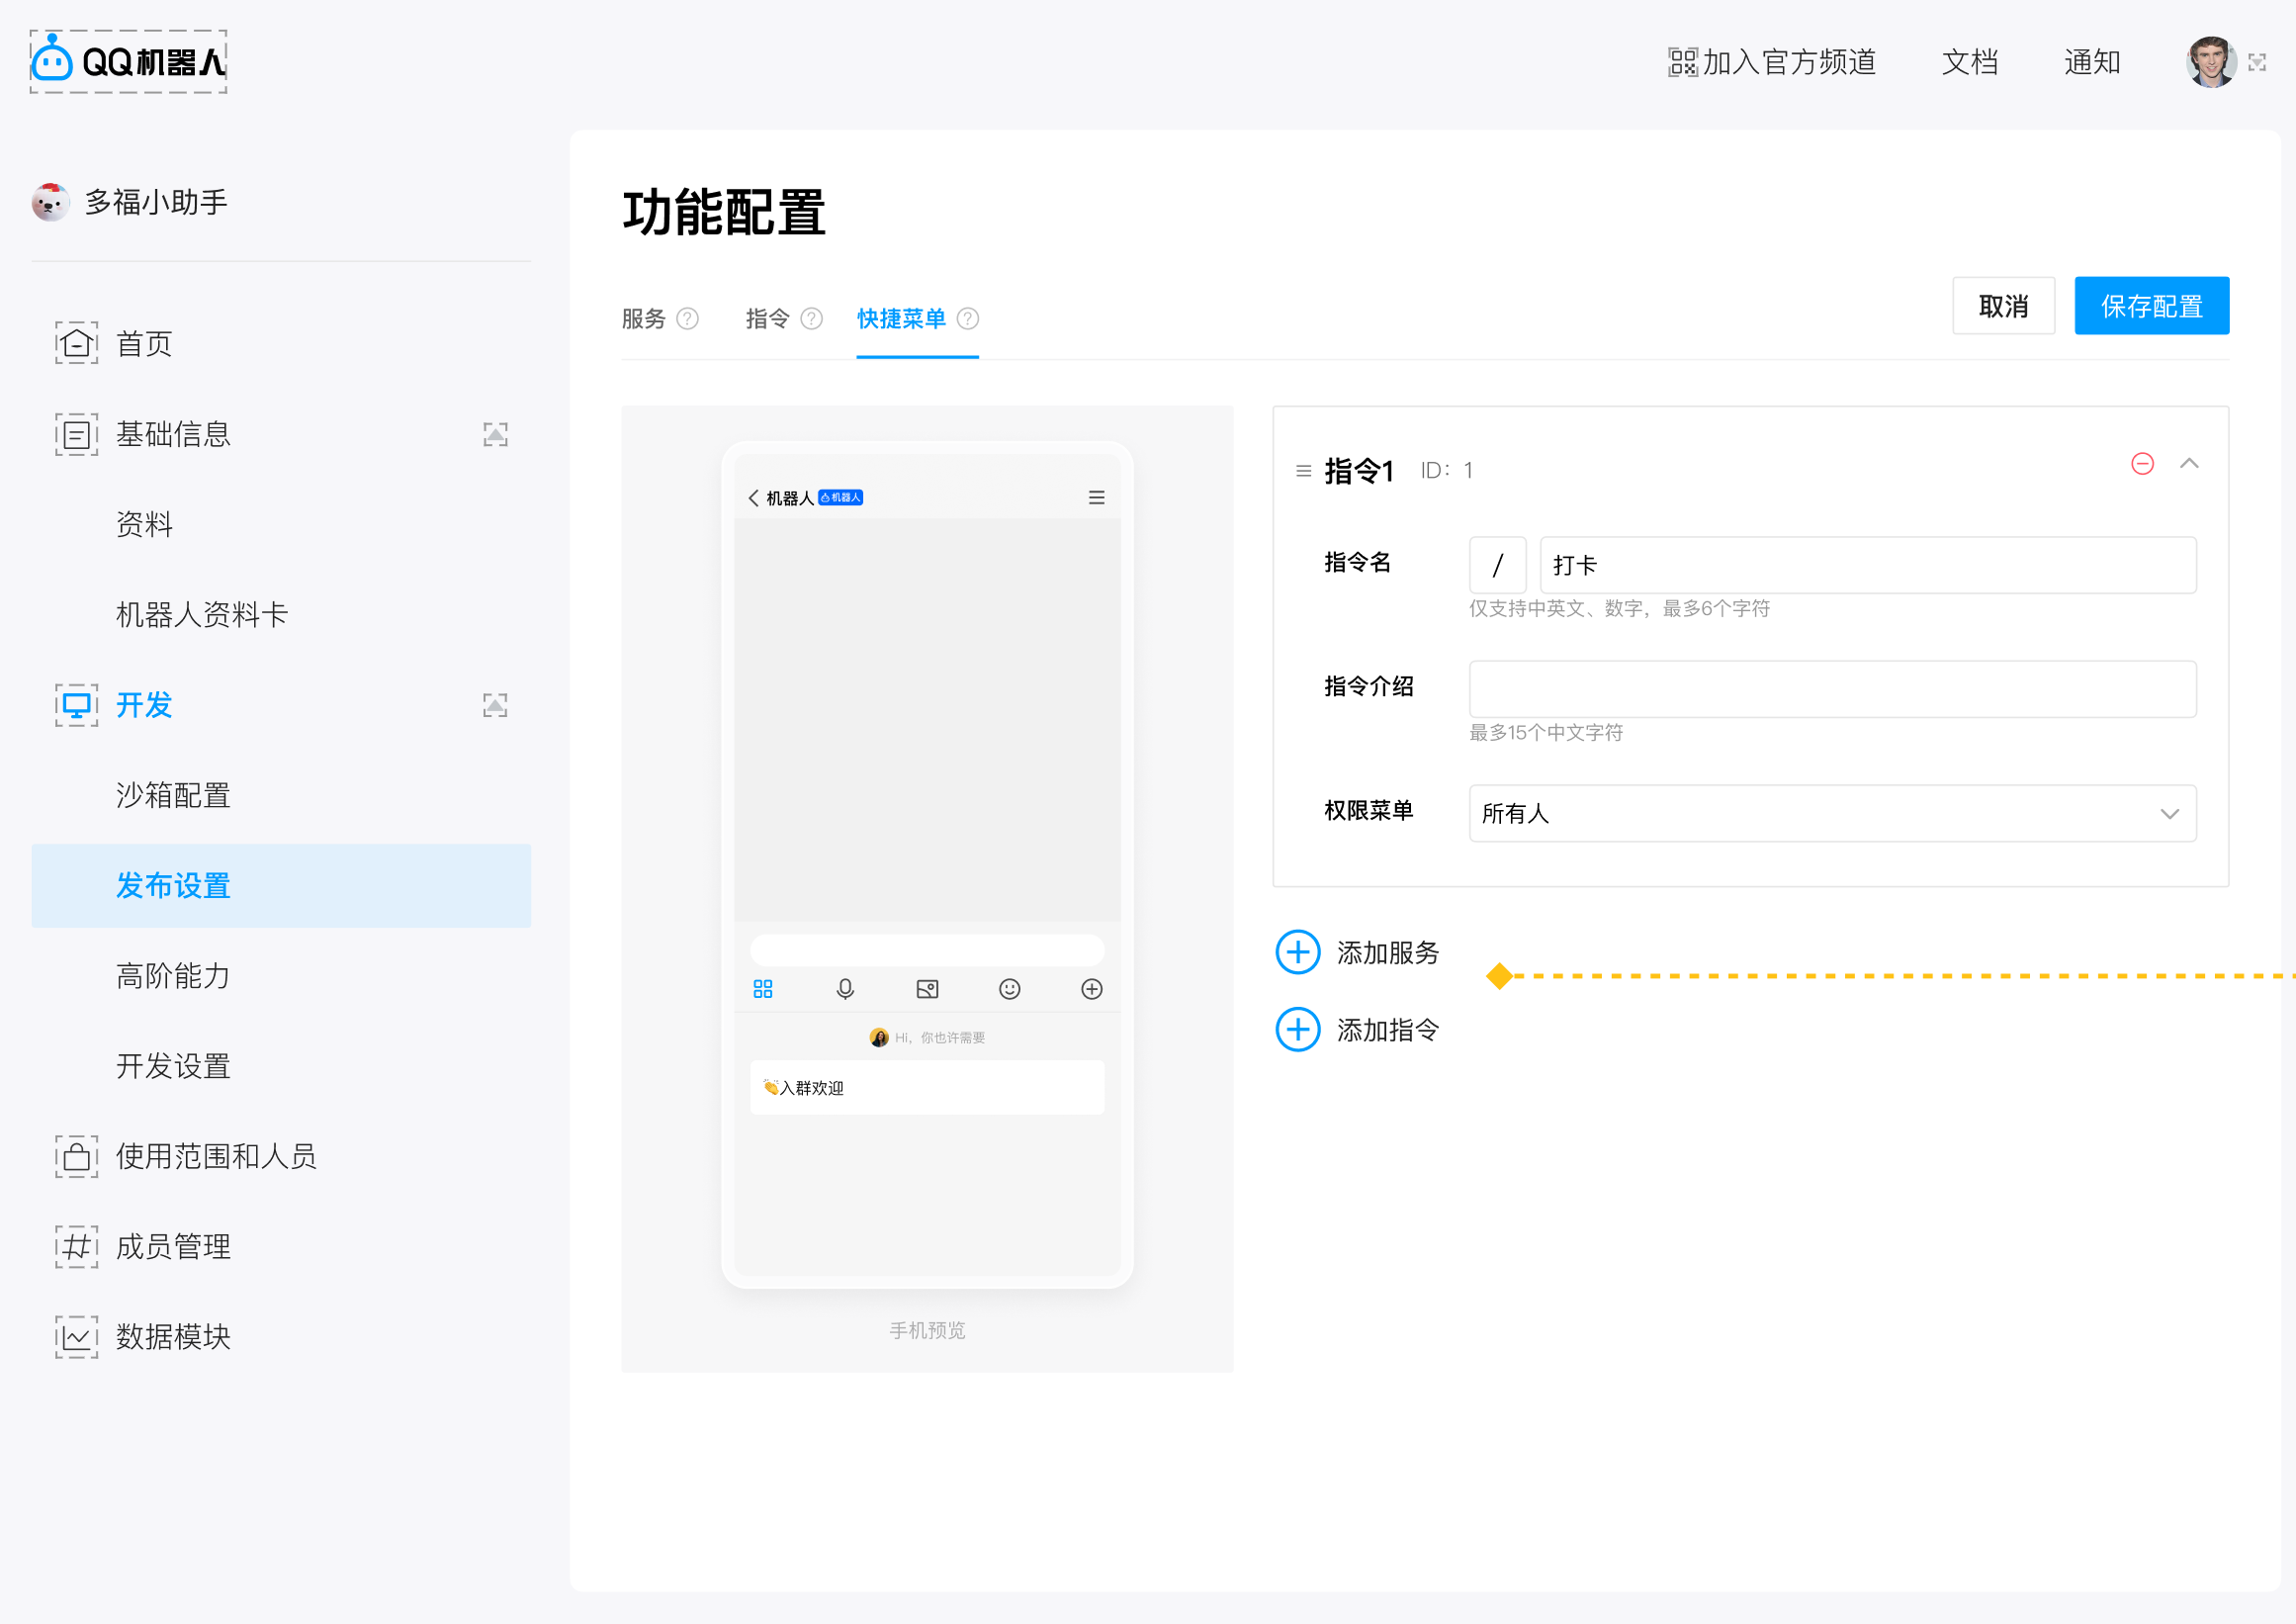 QQ机器人
加入官方频道
文档
通知
多福小助手
首页
基础信息
资料
机器人资料卡
开发
沙箱配置
发布设置
高阶能力
开发设置
使用范围和人员
成员管理
数据模块
功能配置
服务 ?
指令 ?
快捷菜单 ?
取消
保存配置
机器人 机器人
Hi，你也许需要
👏入群欢迎
手机预览
指令1 ID：1
指令名
/
打卡
仅支持中英文、数字，最多6个字符
指令介绍
最多15个中文字符
权限菜单
所有人
添加服务
添加指令